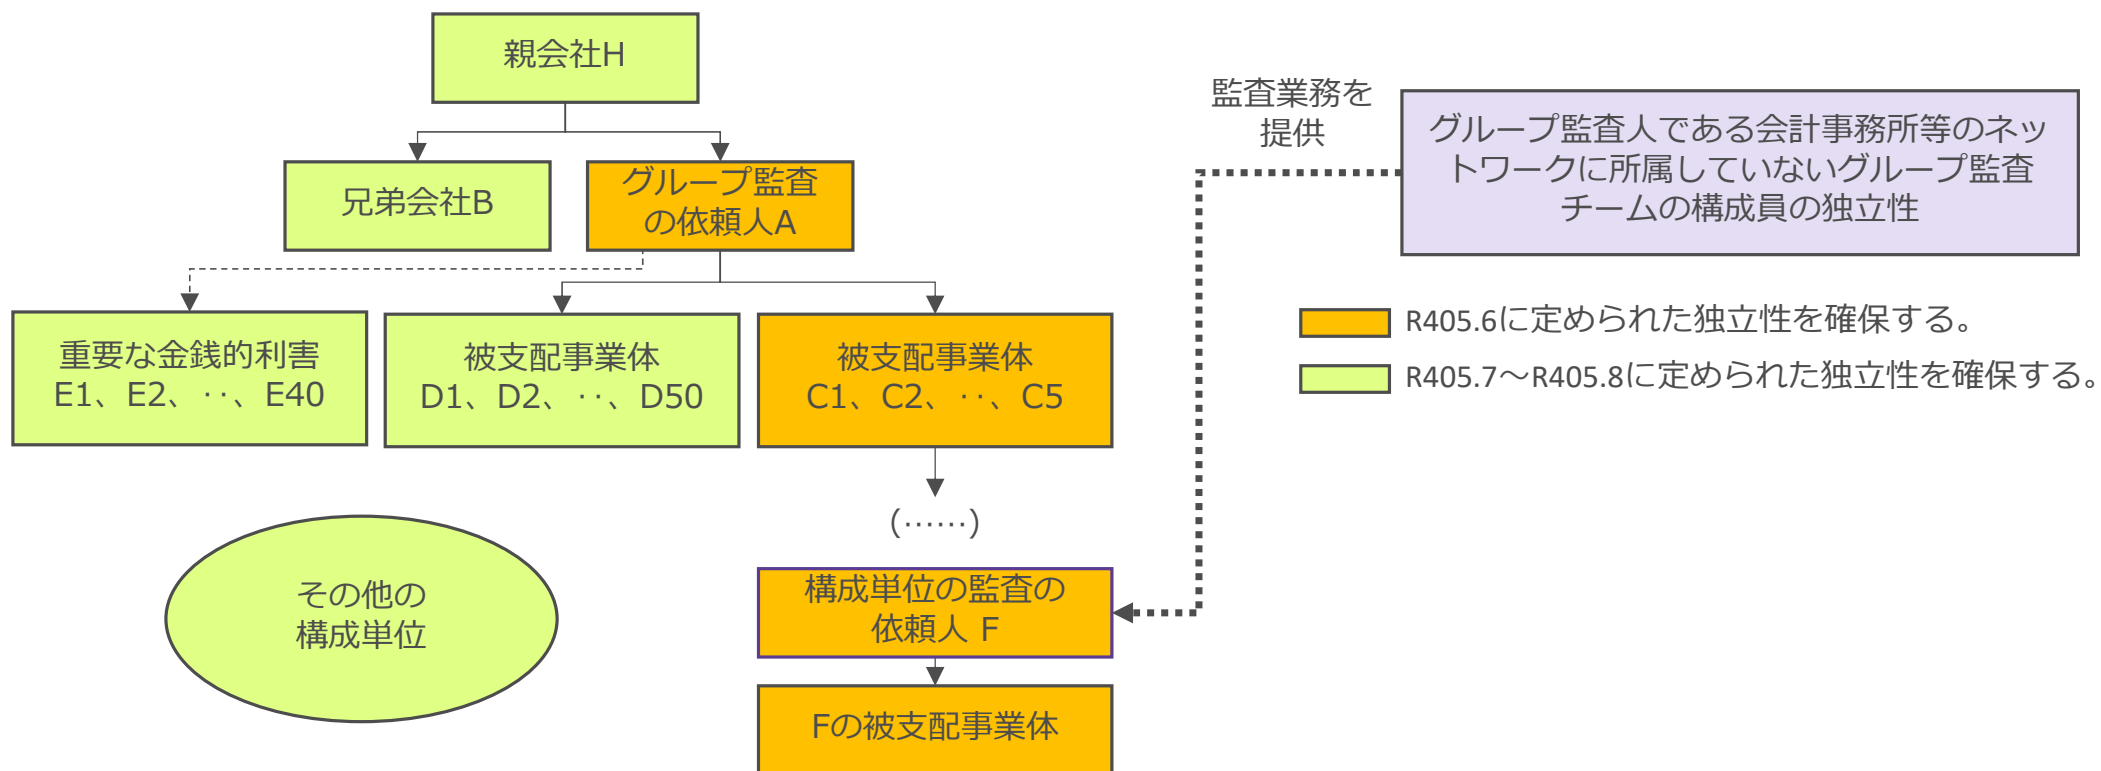 親会社H
監査業務を
提供
グループ監査人である会計事務所等のネッ
トワークに所属していないグループ監査
チームの構成員の独立性
兄弟会社B
グループ監査
の依頼人A
重要な金銭的利害
E1、E2、‥、E40
被支配事業体
D1、D2、‥、D50
被支配事業体
C1、C2、‥、C5
R405.6に定められた独立性を確保する。
R405.7～R405.8に定められた独立性を確保する。
(……)
その他の
構成単位
構成単位の監査の
依頼人 F
Fの被支配事業体